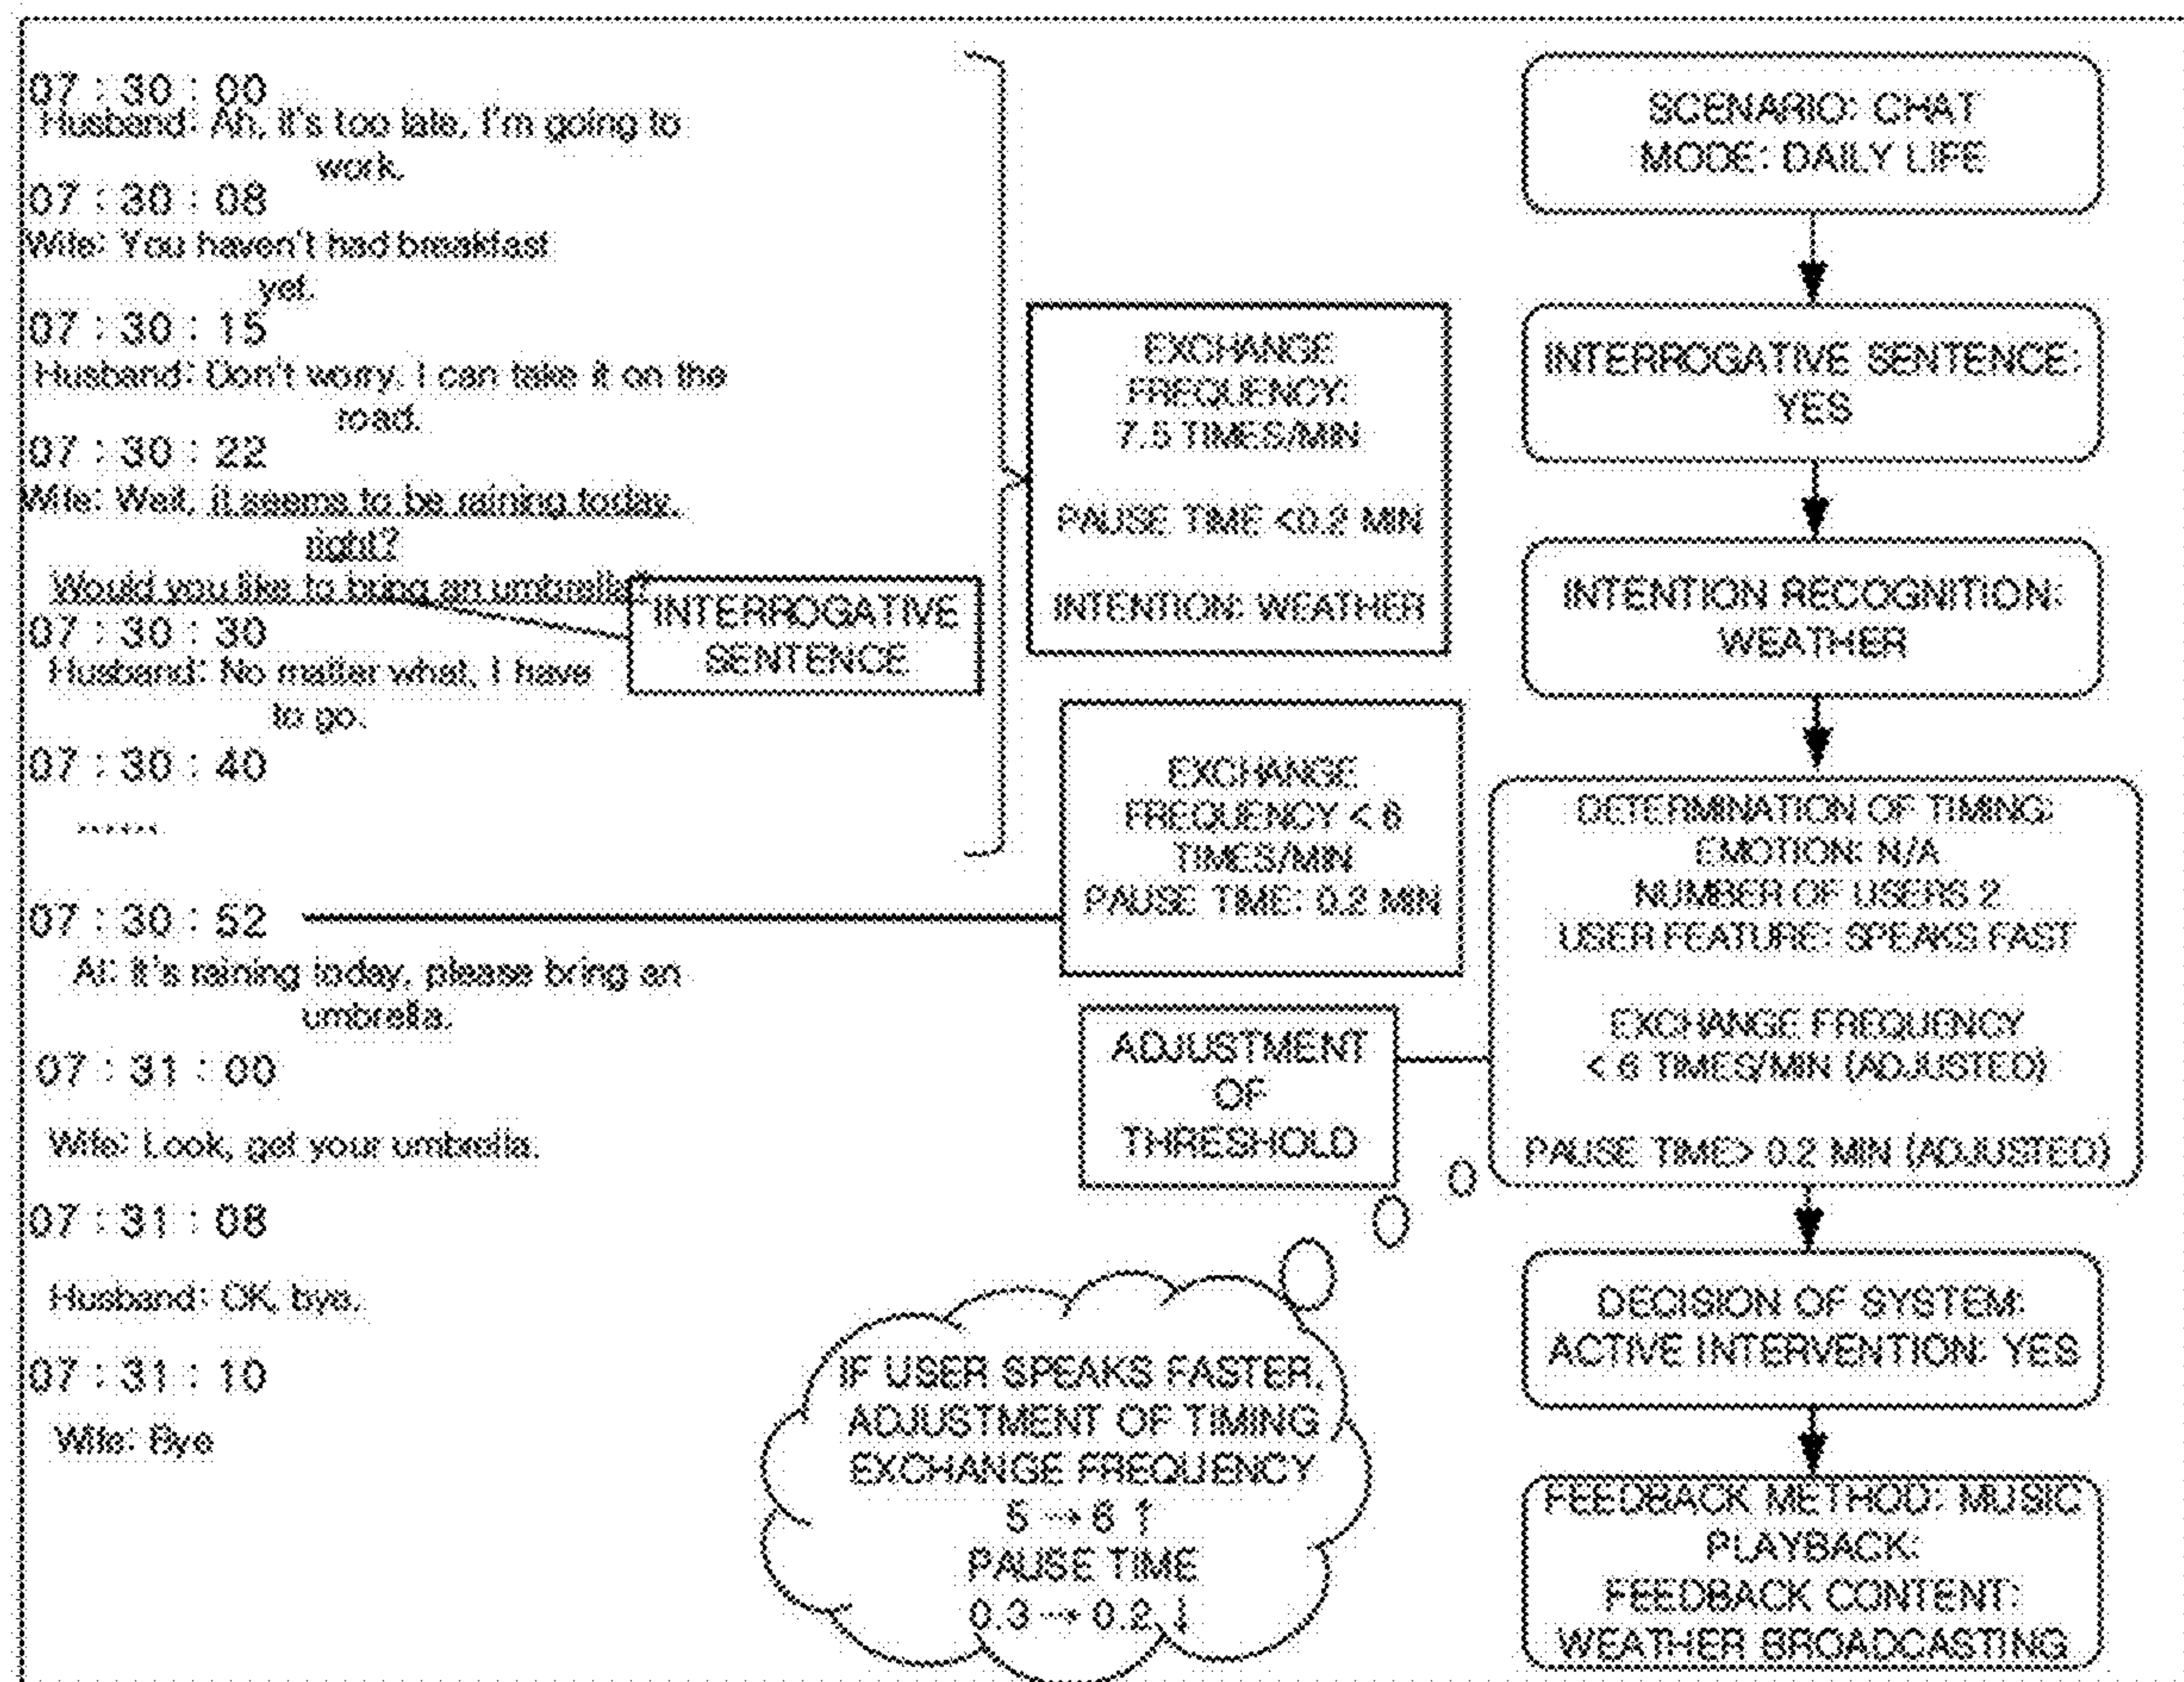 07 : 30 : 00
Husband: Ah, it's too late, I'm going to
work.
07 : 30 : 08
Wife: You haven't had breakfast
yet.
07 : 30 : 15
Husband: Don't worry, I can take it on the
road.
07 : 30 : 22
Wife: Well, it seems to be raining today,
right?
Would you like to bring an umbrella?
07 : 30 : 30
Husband: No matter what, I have
to go.
07 : 30 : 40
......
07 : 30 : 52
AI: It's raining today, please bring an
umbrella.
07 : 31 : 00
Wife: Look, get your umbrella.
07 : 31 : 08
Husband: OK, bye.
07 : 31 : 10
Wife: Bye
INTERROGATIVE
SENTENCE
EXCHANGE
FREQUENCY:
7.5 TIMES/MIN
PAUSE TIME <0.2 MIN
INTENTION: WEATHER
EXCHANGE
FREQUENCY < 6
TIMES/MIN
PAUSE TIME: 0.2 MIN
ADJUSTMENT
OF
THRESHOLD
IF USER SPEAKS FASTER,
ADJUSTMENT OF TIMING
EXCHANGE FREQUENCY
5 → 6 ↑
PAUSE TIME
0.3 → 0.2 ↓
SCENARIO: CHAT
MODE: DAILY LIFE
INTERROGATIVE SENTENCE:
YES
INTENTION RECOGNITION:
WEATHER
DETERMINATION OF TIMING:
EMOTION: N/A
NUMBER OF USERS 2
USER FEATURE: SPEAKS FAST
EXCHANGE FREQUENCY
< 6 TIMES/MIN (ADJUSTED)
PAUSE TIME> 0.2 MIN (ADJUSTED)
DECISION OF SYSTEM:
ACTIVE INTERVENTION: YES
FEEDBACK METHOD: MUSIC
PLAYBACK:
FEEDBACK CONTENT:
WEATHER BROADCASTING